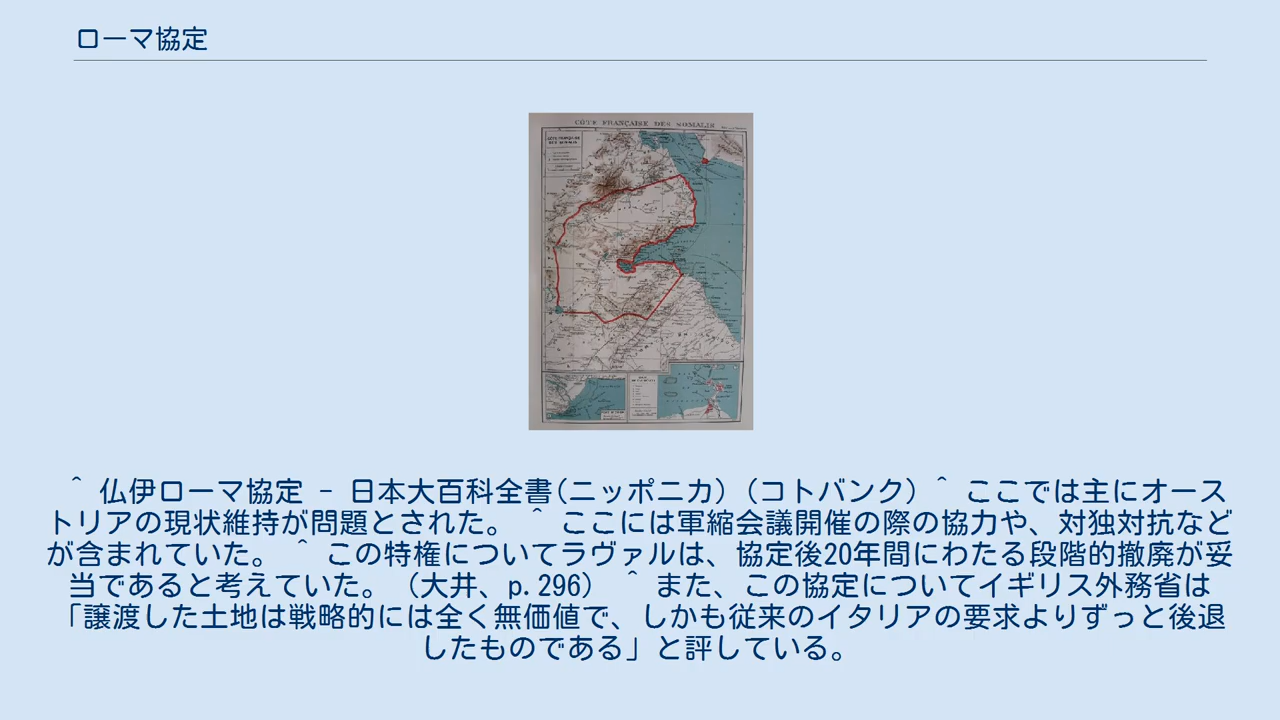 ローマ協定
CÔTE FRANÇAISE DES SOMALIS
CÔTE FRANÇAISE
DES SOMALIS
^ 仏伊ローマ協定 - 日本大百科全書(ニッポニカ)(コトバンク) ^ ここでは主にオース
トリアの現状維持が問題とされた。 ^ ここには軍縮会議開催の際の協力や、対独対抗など
が含まれていた。 ^ この特権についてラヴァルは、協定後20年間にわたる段階的撤廃が妥
当であると考えていた。（大井、p.296） ^ また、この協定についてイギリス外務省は
「譲渡した土地は戦略的には全く無価値で、しかも従来のイタリアの要求よりずっと後退
したものである」と評している。